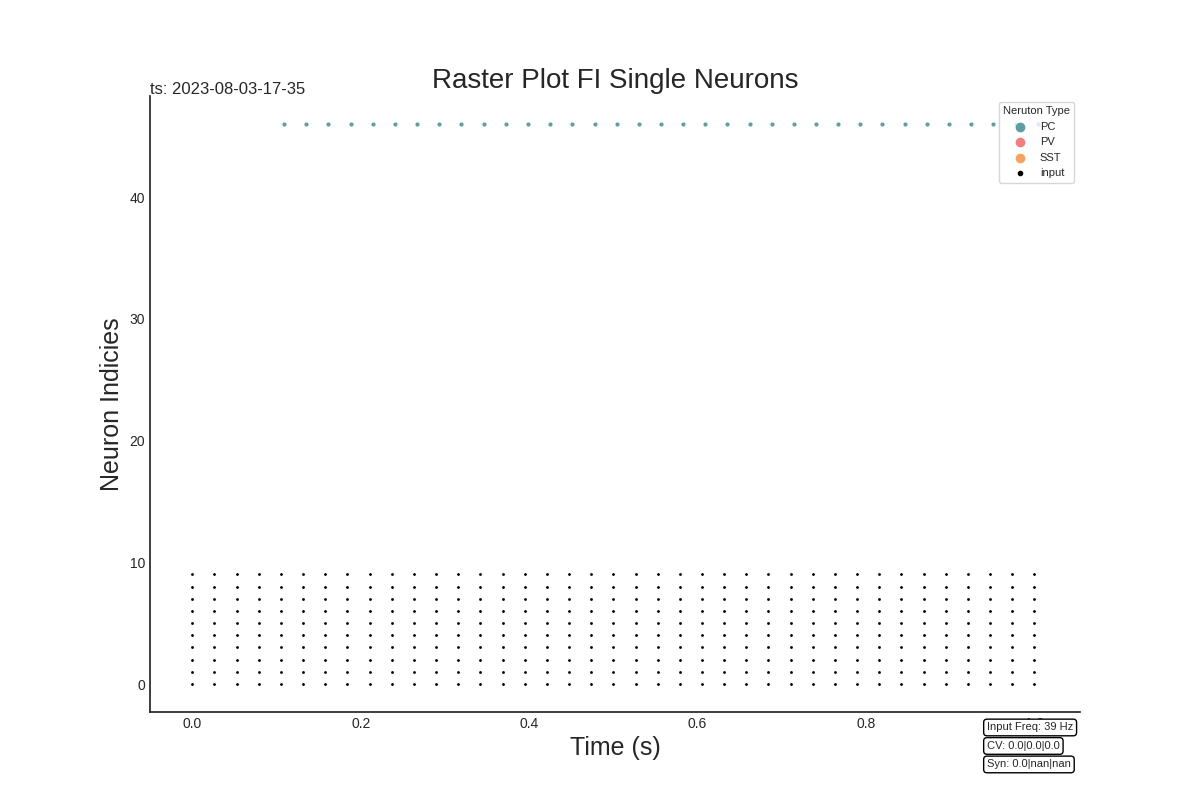 Raster Plot FI Single Neurons
ts: 2023-08-03-17-35
Neruton Type
PC
PV
SST
input
Neuron Indicies
40
30
20
10
0
0.0 0.2 0.4 0.6 0.8
Time (s)
Input Freq: 39 Hz
CV: 0.0|0.0|0.0
Syn: 0.0|nan|nan